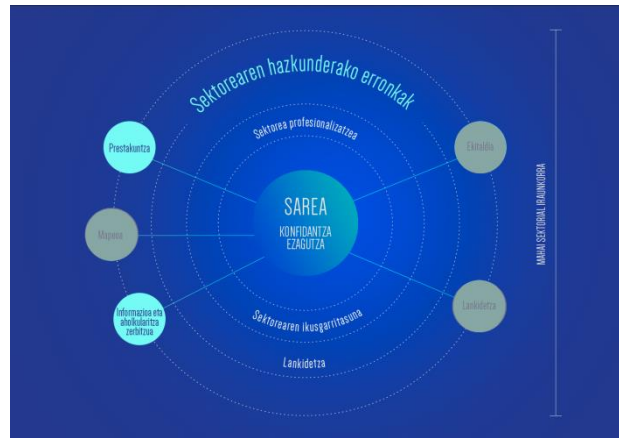 Sektorearen hazkunderako erronkak
Sektorea profesionalizatzea
Prestakuntza
Ekitaldia
SAREA
KONFIDANTZA
EZAGUTZA
Mapeoa
Informazioa eta
aholkularitza
zerbitzua
Lankidetza
Sektorearen ikusgarritasuna
Lankidetza
MAHAI SEKTORIAL IRAUNKORRA